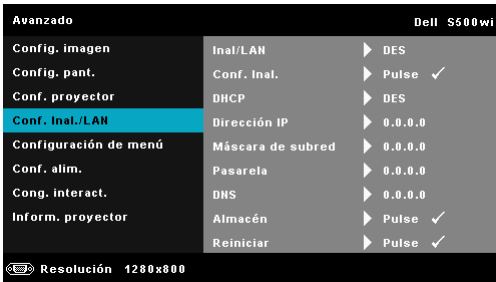 Avanzado Dell S500wi
Config. imagen
Config. pant.
Conf. proyector
Conf. Inal./LAN
Configuración de menú
Conf. alim.
Cong. interact.
Inform. proyector
Inal/LAN DES
Conf. Inal. Pulse
DHCP DES
Dirección IP 0.0.0.0
Máscara de subred 0.0.0.0
Pasarela 0.0.0.0
DNS 0.0.0.0
Almacén Pulse
Reiniciar Pulse
Resolución 1280x800